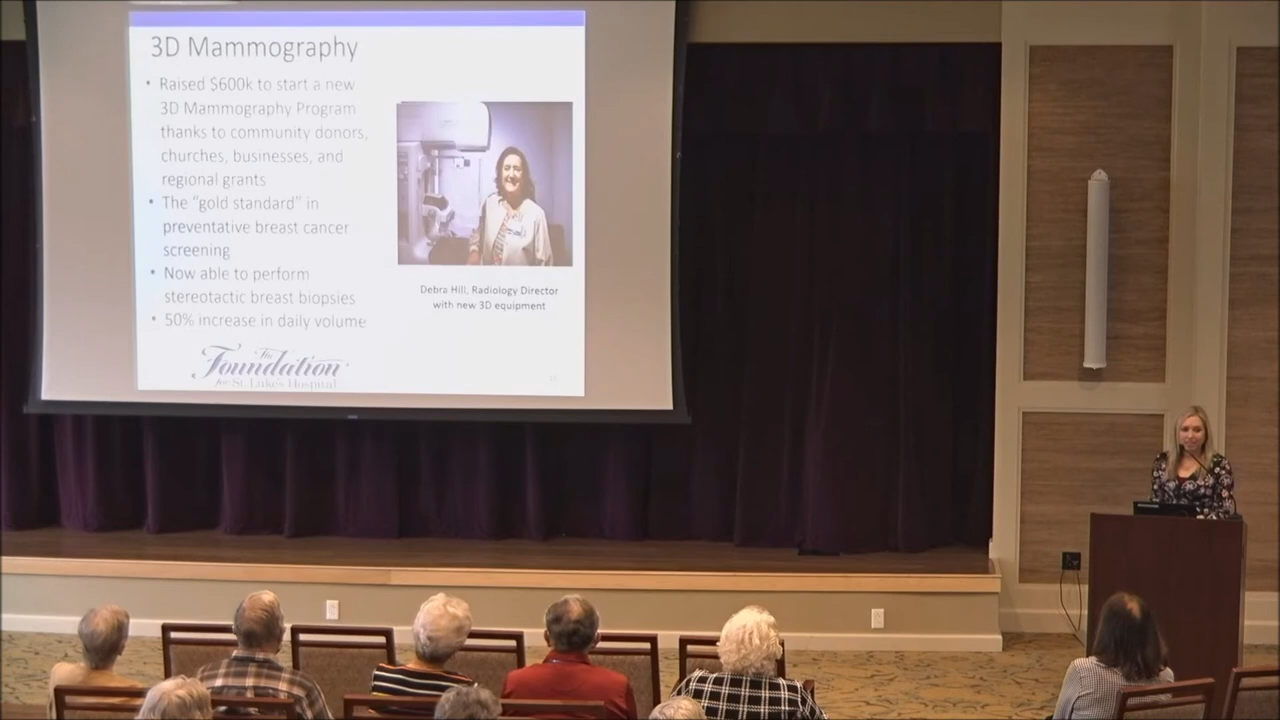 3D Mammography
• Raised $600k to start a new
3D Mammography Program
thanks to community donors,
churches, businesses, and
regional grants
• The "gold standard" in
preventative breast cancer
screening
• Now able to perform
stereotactic breast biopsies
• 50% increase in daily volume
Debra Hill, Radiology Director
with new 3D equipment
The
Foundation
for St. Luke's Hospital